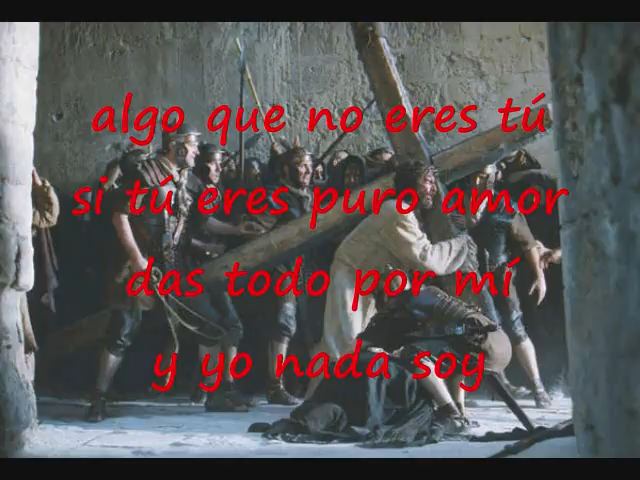 algo que no eres tú
si tú eres puro amor
das todo por mí
y yo nada soy